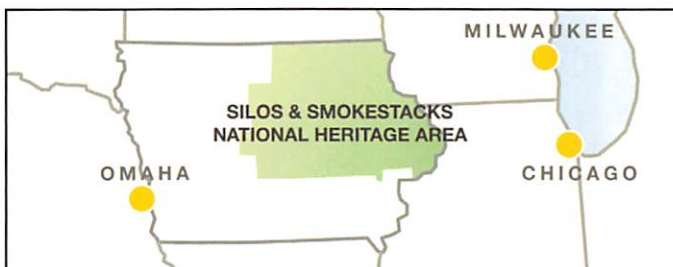 MILWAUKEE
SILOS & SMOKESTACKS
NATIONAL HERITAGE AREA
OMAHA
CHICAGO